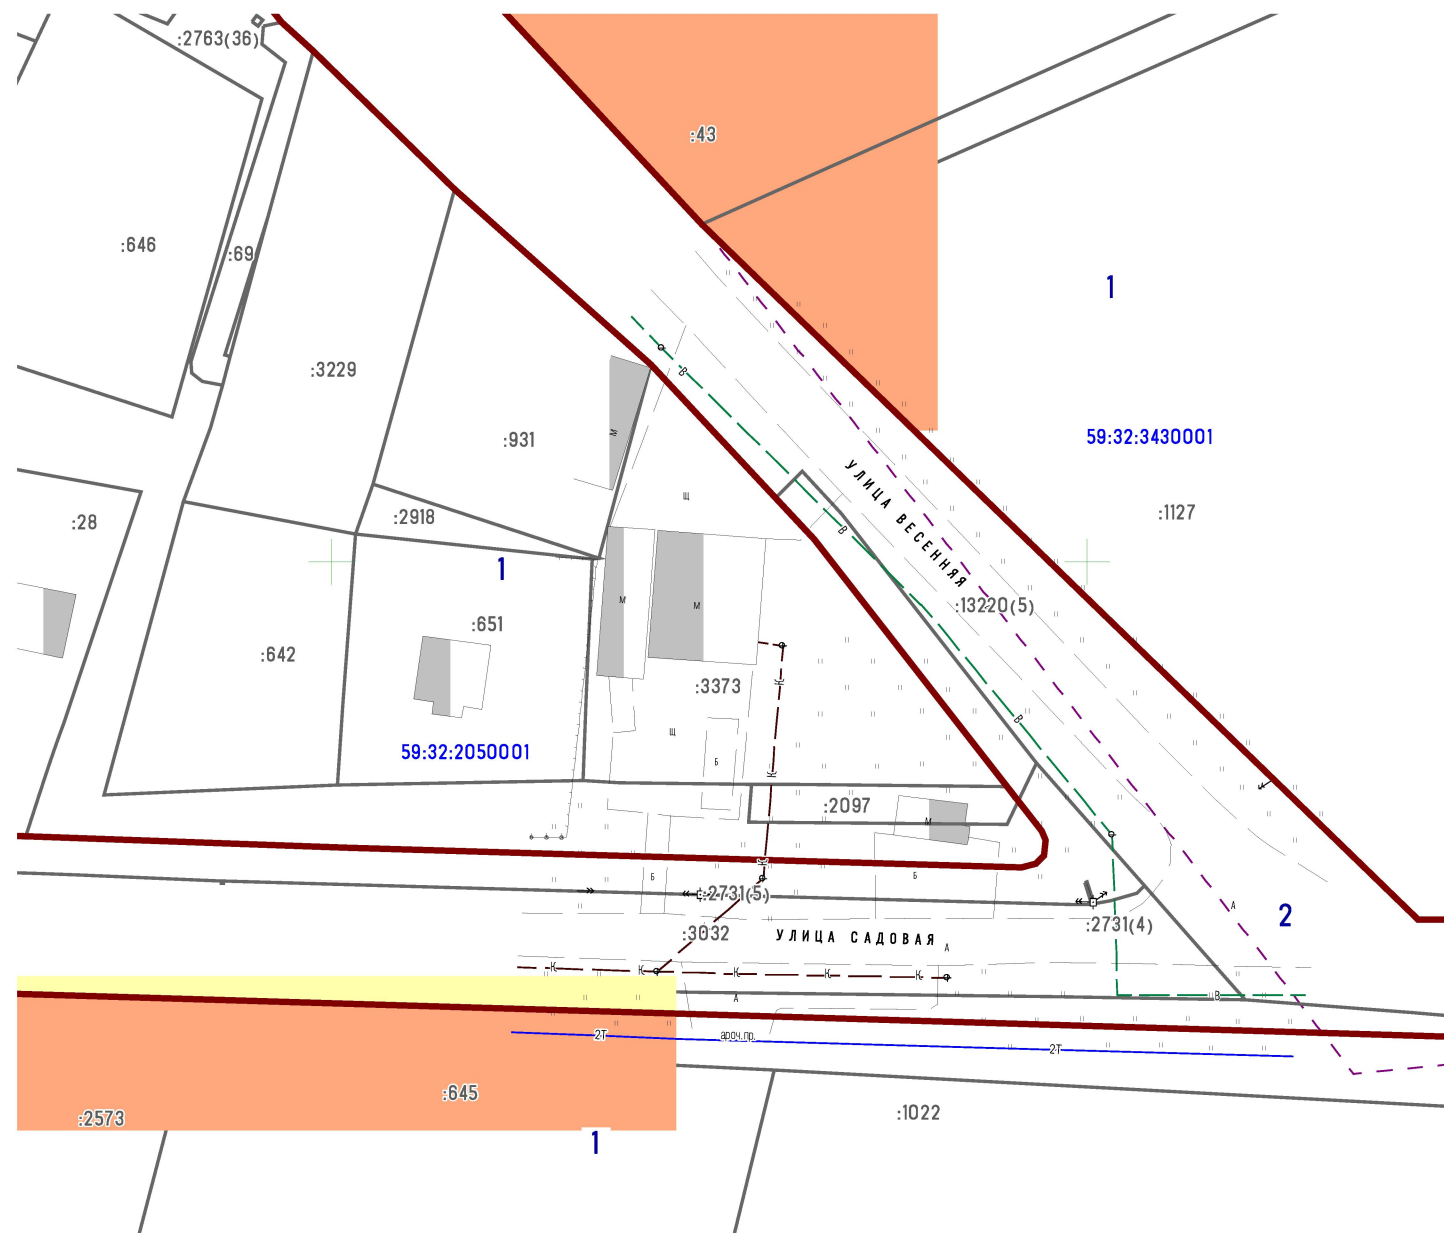 :2763(36)
:43
:646
:69
1
:3229
59:32:3430001
:931
УЛИЦА ВЕСЕННЯЯ
:1127
:28
:2918
1
:13220(5)
:651
:642
:3373
59:32:2050001
:2097
:2731(5)
:2731(4)
2
:3032
УЛИЦА САДОВАЯ
ароч.пр.
2Т
2Т
:645
:2573
:1022
1
В
В
В
В
К
К
К
К
К
К
К
К
М
М
М
М
Щ
Щ
Б
Б
Б
А
А
А